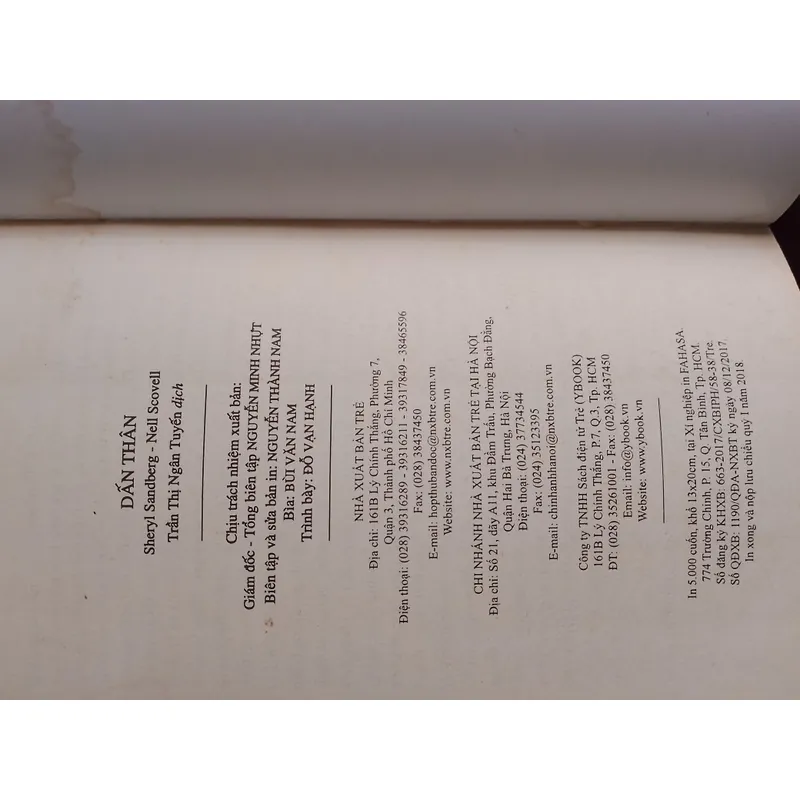 DẤN THÂN
Sheryl Sandberg - Nell Scovell
Trần Thị Ngân Tuyến dịch
Chịu trách nhiệm xuất bản:
Giám đốc - Tổng biên tập NGUYỄN MINH NHỰT
Biên tập và sửa bản in: NGUYỄN THÀNH NAM
Bìa: BÙI VĂN NAM
Trình bày: ĐỖ VẠN HẠNH
NHÀ XUẤT BẢN TRẺ
Địa chỉ: 161B Lý Chính Thắng, Phường 7,
Quận 3, Thành phố Hồ Chí Minh
Điện thoại: (028) 39316289 - 39316211 - 39317849 - 38465596
Fax: (028) 38437450
E-mail: hopthubandoc@nxbtre.com.vn
Website: www.nxbtre.com.vn
CHI NHÁNH NHÀ XUẤT BẢN TRẺ TẠI HÀ NỘI
Địa chỉ: Số 21, dãy A11, khu Đầm Trấu, Phường Bạch Đằng,
Quận Hai Bà Trưng, Hà Nội
Điện thoại: (024) 37734544
Fax: (024) 35123395
E-mail: chinhanhhanoi@nxbtre.com.vn
Công ty TNHH Sách điện tử Trẻ (YBOOK)
161B Lý Chính Thắng, P.7, Q.3, Tp. HCM
ĐT: (028) 35261001 - Fax: (028) 38437450
Email: info@ybook.vn
Website: www.ybook.vn
In 5.000 cuốn, khổ 13x20cm, tại Xí nghiệp in FAHASA.
774 Trường Chinh, P. 15, Q. Tân Bình, Tp. HCM.
Số đăng ký KHXB: 663-2017/CXBIPH/58-38/Tre.
Số QĐXB: 1190/QĐA-NXBT ký ngày 08/12/2017.
In xong và nộp lưu chiểu quý I năm 2018.